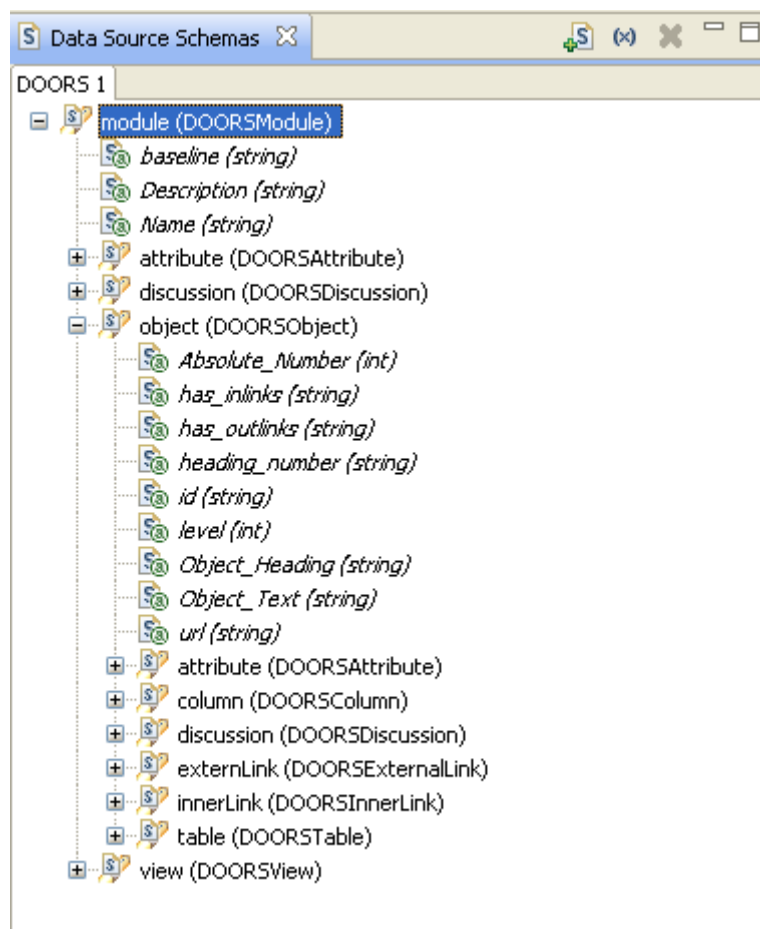 Data Source Schemas
DOORS 1
module (DOORSModule)
baseline (string)
Description (string)
Name (string)
attribute (DOORSAttribute)
discussion (DOORSDiscussion)
object (DOORSObject)
Absolute_Number (int)
has_inlinks (string)
has_outlinks (string)
heading_number (string)
id (string)
level (int)
Object_Heading (string)
Object_Text (string)
url (string)
attribute (DOORSAttribute)
column (DOORSColumn)
discussion (DOORSDiscussion)
externLink (DOORSExternalLink)
innerLink (DOORSInnerLink)
table (DOORSTable)
view (DOORSView)